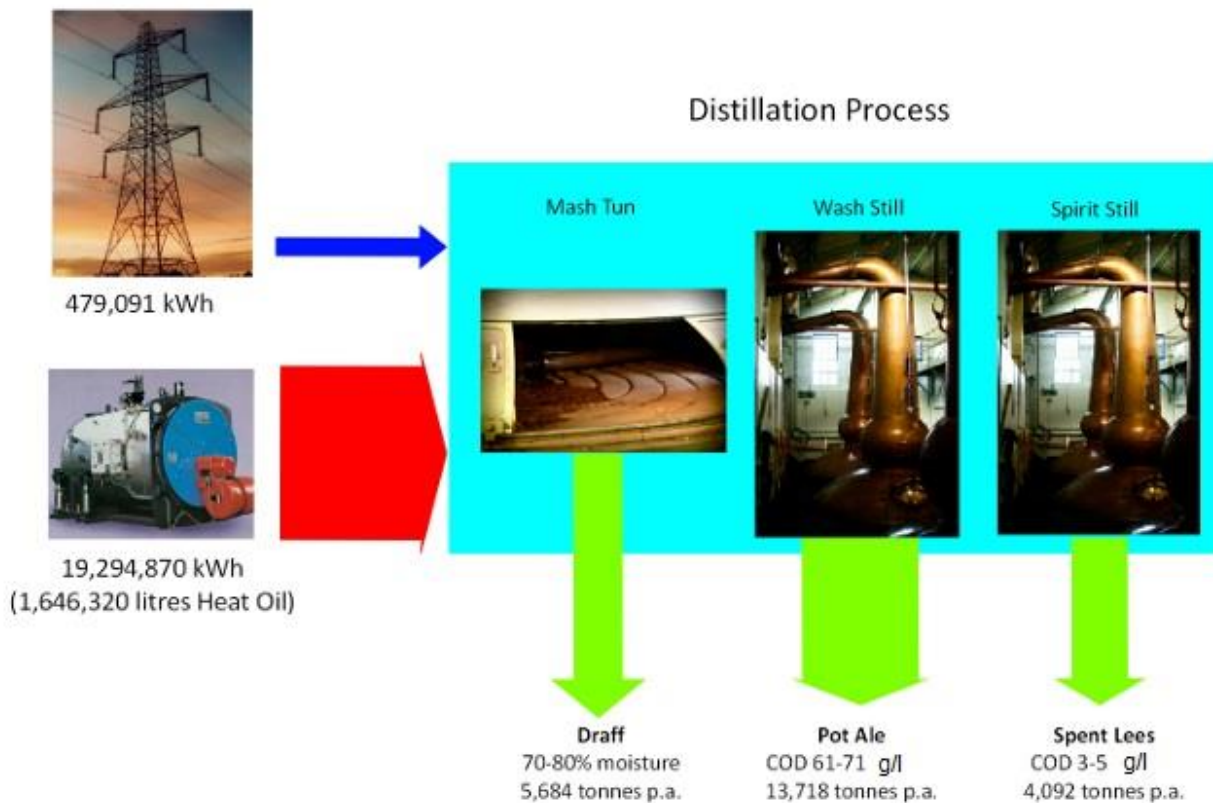 Distillation Process
Mash Tun
Wash Still
Spirit Still
479,091 kWh
19,294,870 kWh
(1,646,320 litres Heat Oil)
Draff
70-80% moisture
5,684 tonnes p.a.
Pot Ale
COD 61-71 g/l
13,718 tonnes p.a.
Spent Lees
COD 3-5 g/l
4,092 tonnes p.a.